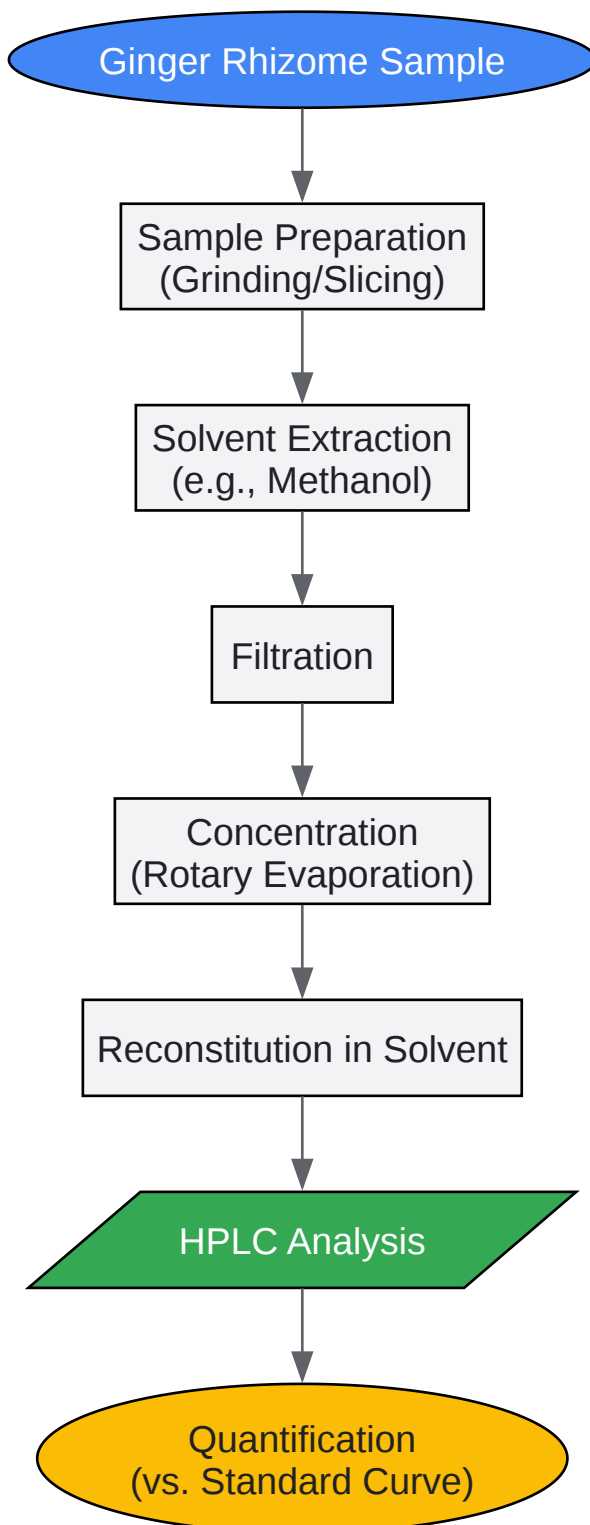 Ginger Rhizome Sample
Sample Preparation
(Grinding/Slicing)
Solvent Extraction
(e.g., Methanol)
Filtration
Concentration
(Rotary Evaporation)
Reconstitution in Solvent
HPLC Analysis
Quantification
(vs. Standard Curve)